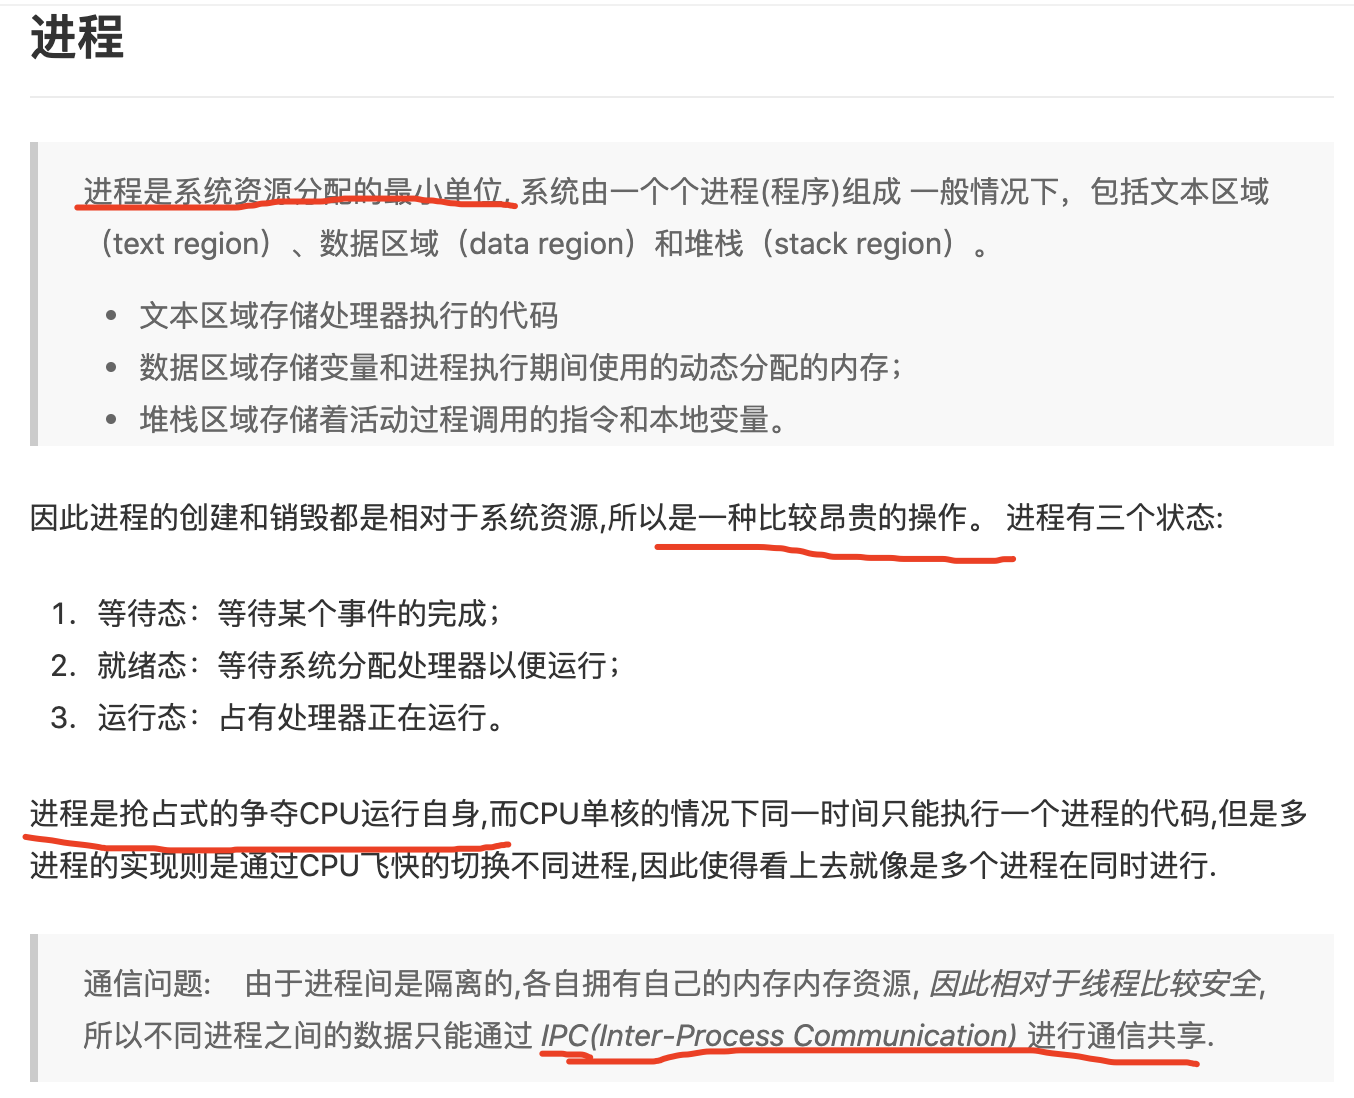 进程
进程是系统资源分配的最小单位, 系统由一个个进程(程序)组成 一般情况下，包括文本区域
（text region）、数据区域（data region）和堆栈（stack region）。
• 文本区域存储处理器执行的代码
• 数据区域存储变量和进程执行期间使用的动态分配的内存；
• 堆栈区域存储着活动过程调用的指令和本地变量。
因此进程的创建和销毁都是相对于系统资源,所以是一种比较昂贵的操作。 进程有三个状态:
1. 等待态：等待某个事件的完成；
2. 就绪态：等待系统分配处理器以便运行；
3. 运行态：占有处理器正在运行。
进程是抢占式的争夺CPU运行自身,而CPU单核的情况下同一时间只能执行一个进程的代码,但是多
进程的实现则是通过CPU飞快的切换不同进程,因此使得看上去就像是多个进程在同时进行.
通信问题: 由于进程间是隔离的,各自拥有自己的内存内存资源, 因此相对于线程比较安全,
所以不同进程之间的数据只能通过 IPC(Inter-Process Communication) 进行通信共享.